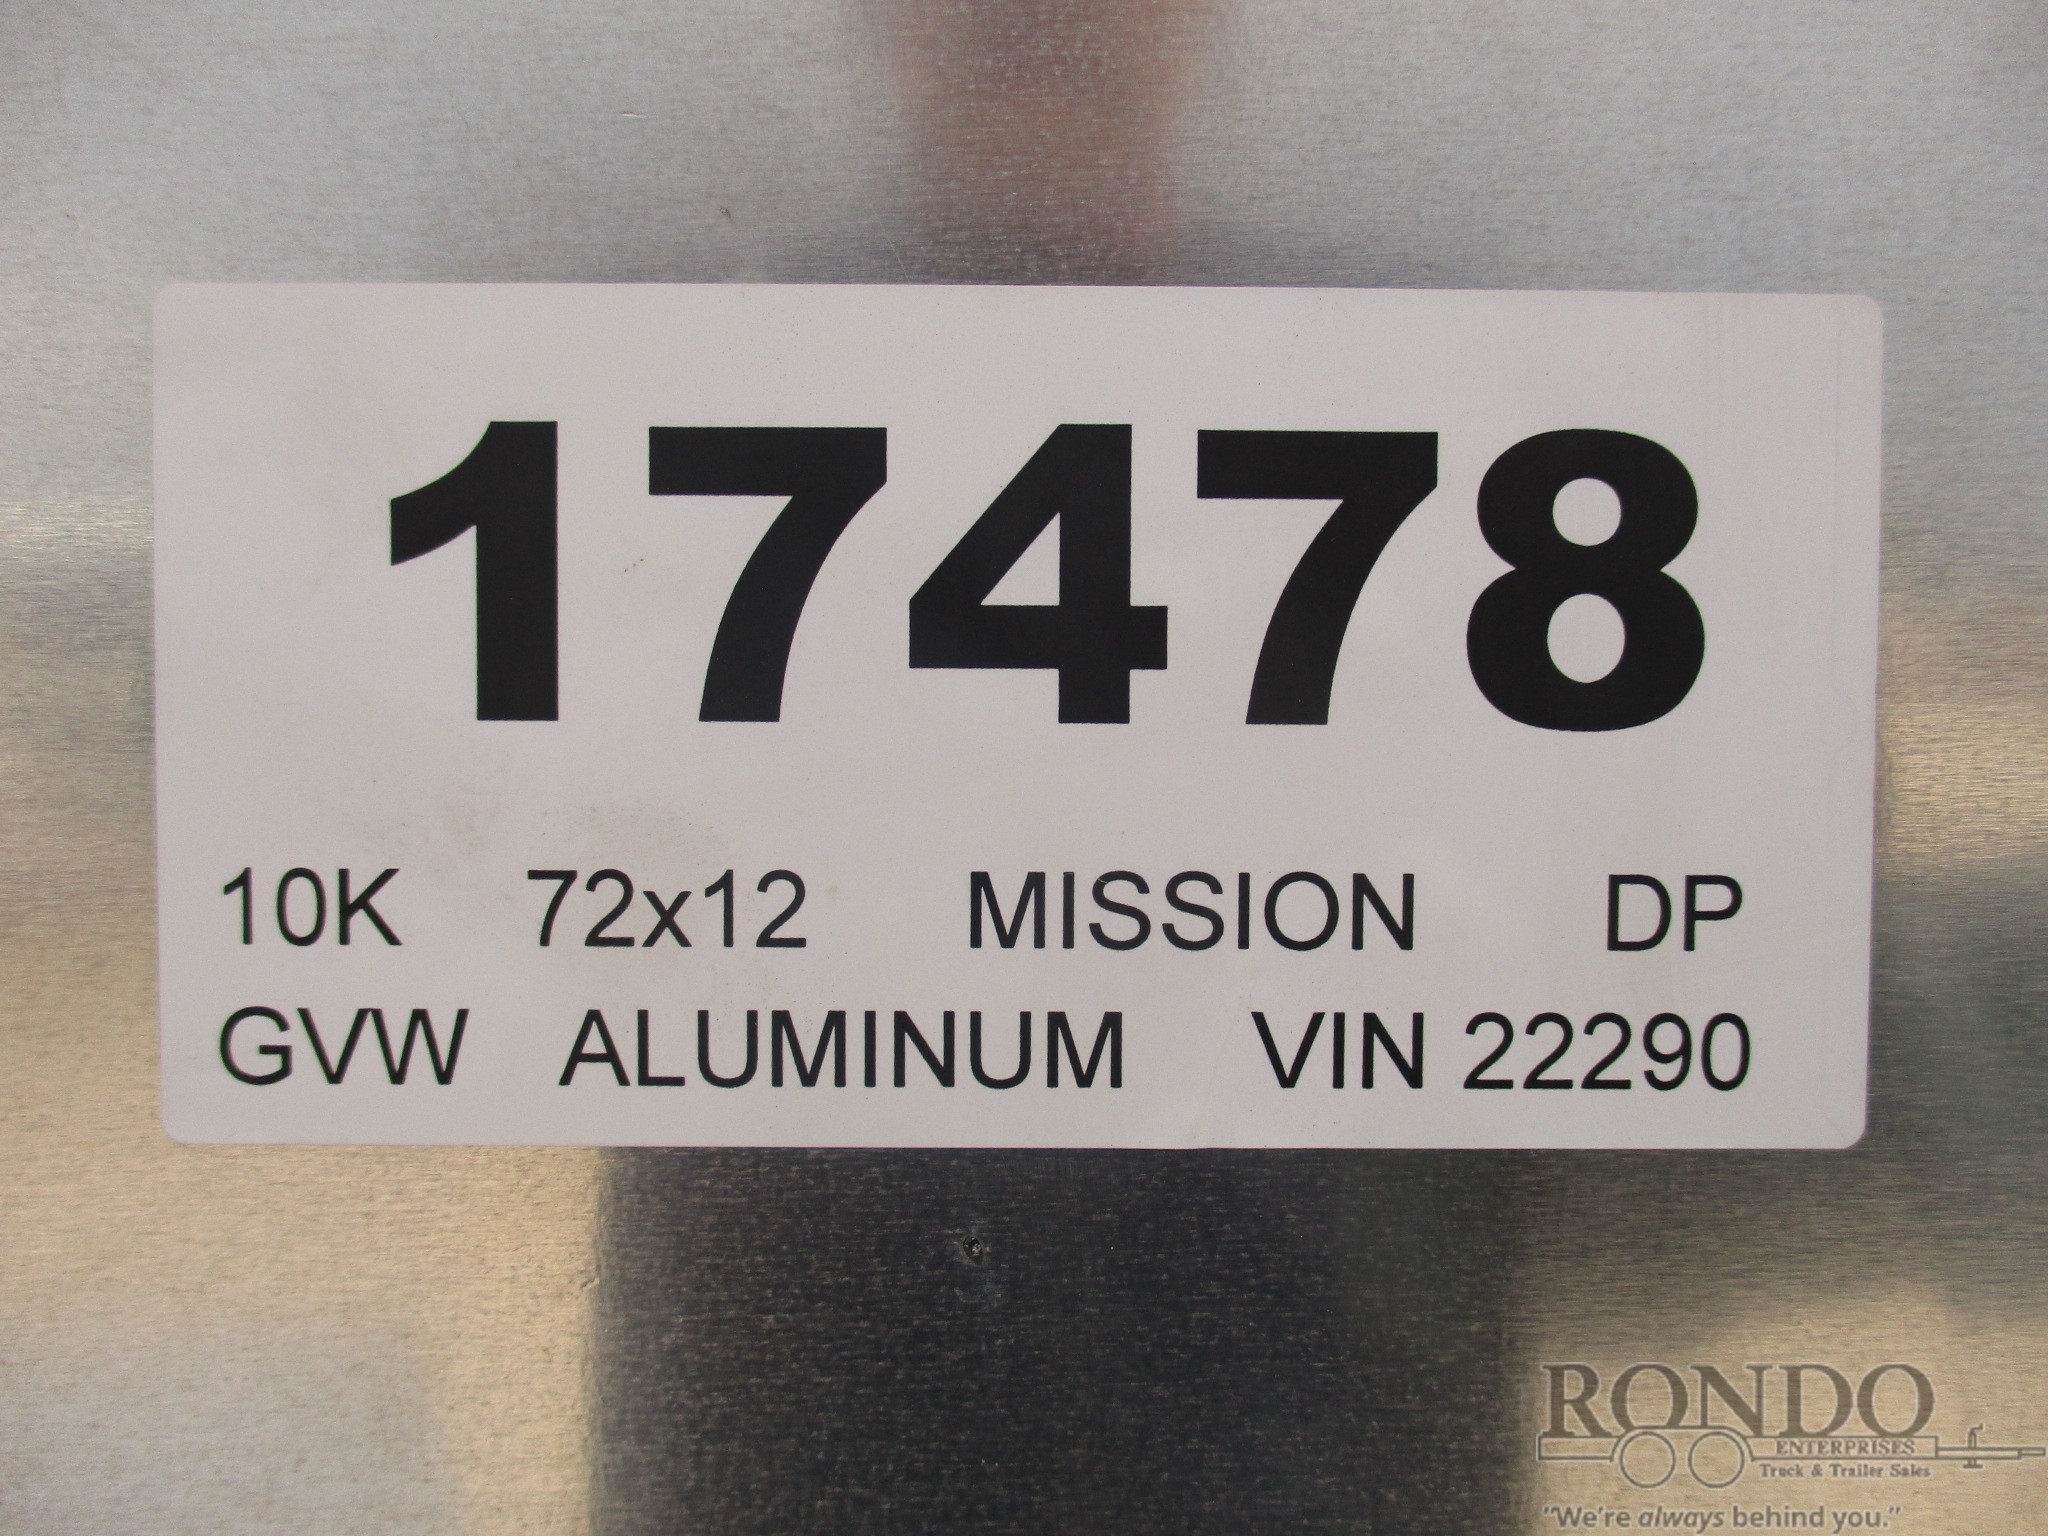 17478
10K 72x12 MISSION DP
GVW ALUMINUM VIN 22290
RONDO
ENTERPRISES
Truck & Trailer Sales
"We're always behind you."